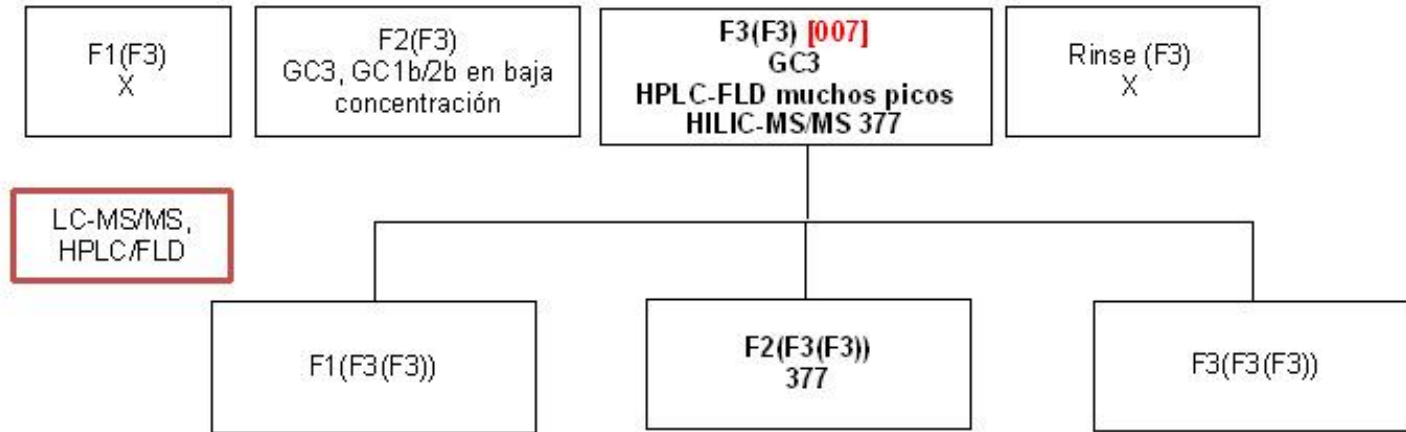 F1(F3)
X
F2(F3)
GC3, GC1b/2b en baja
concentración
F3(F3) [007]
GC3
HPLC-FLD muchos picos
HILIC-MS/MS 377
Rinse (F3)
X
LC-MS/MS,
HPLC/FLD
F1(F3(F3))
F2(F3(F3))
377
F3(F3(F3))